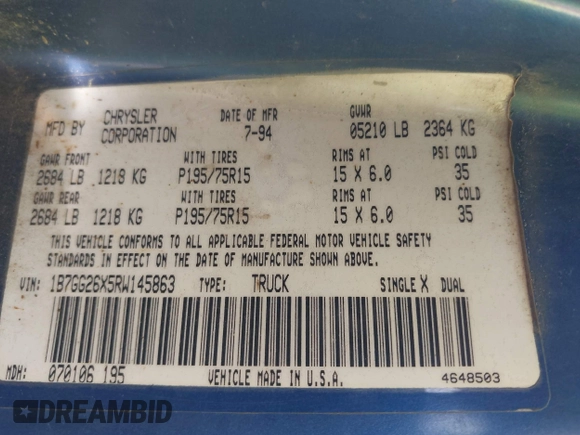 MFD BY CHRYSLER CORPORATION DATE OF MFR 7-94 GVWR 05210 LB 2364 KG
GAWR FRONT WITH TIRES RIMS AT PSI COLD
2684 LB 1218 KG P195/75R15 15 X 6.0 35
GAWR REAR WITH TIRES RIMS AT PSI COLD
2684 LB 1218 KG P195/75R15 15 X 6.0 35
THIS VEHICLE CONFORMS TO ALL APPLICABLE FEDERAL MOTOR VEHICLE SAFETY
STANDARDS IN EFFECT ON THE DATE OF MANUFACTURE SHOWN ABOVE.
VIN: 1B7GG26X5RW145863 TYPE: TRUCK SINGLE X DUAL
MDH: 070106 195 VEHICLE MADE IN U.S.A. 4648503
DREAMBID